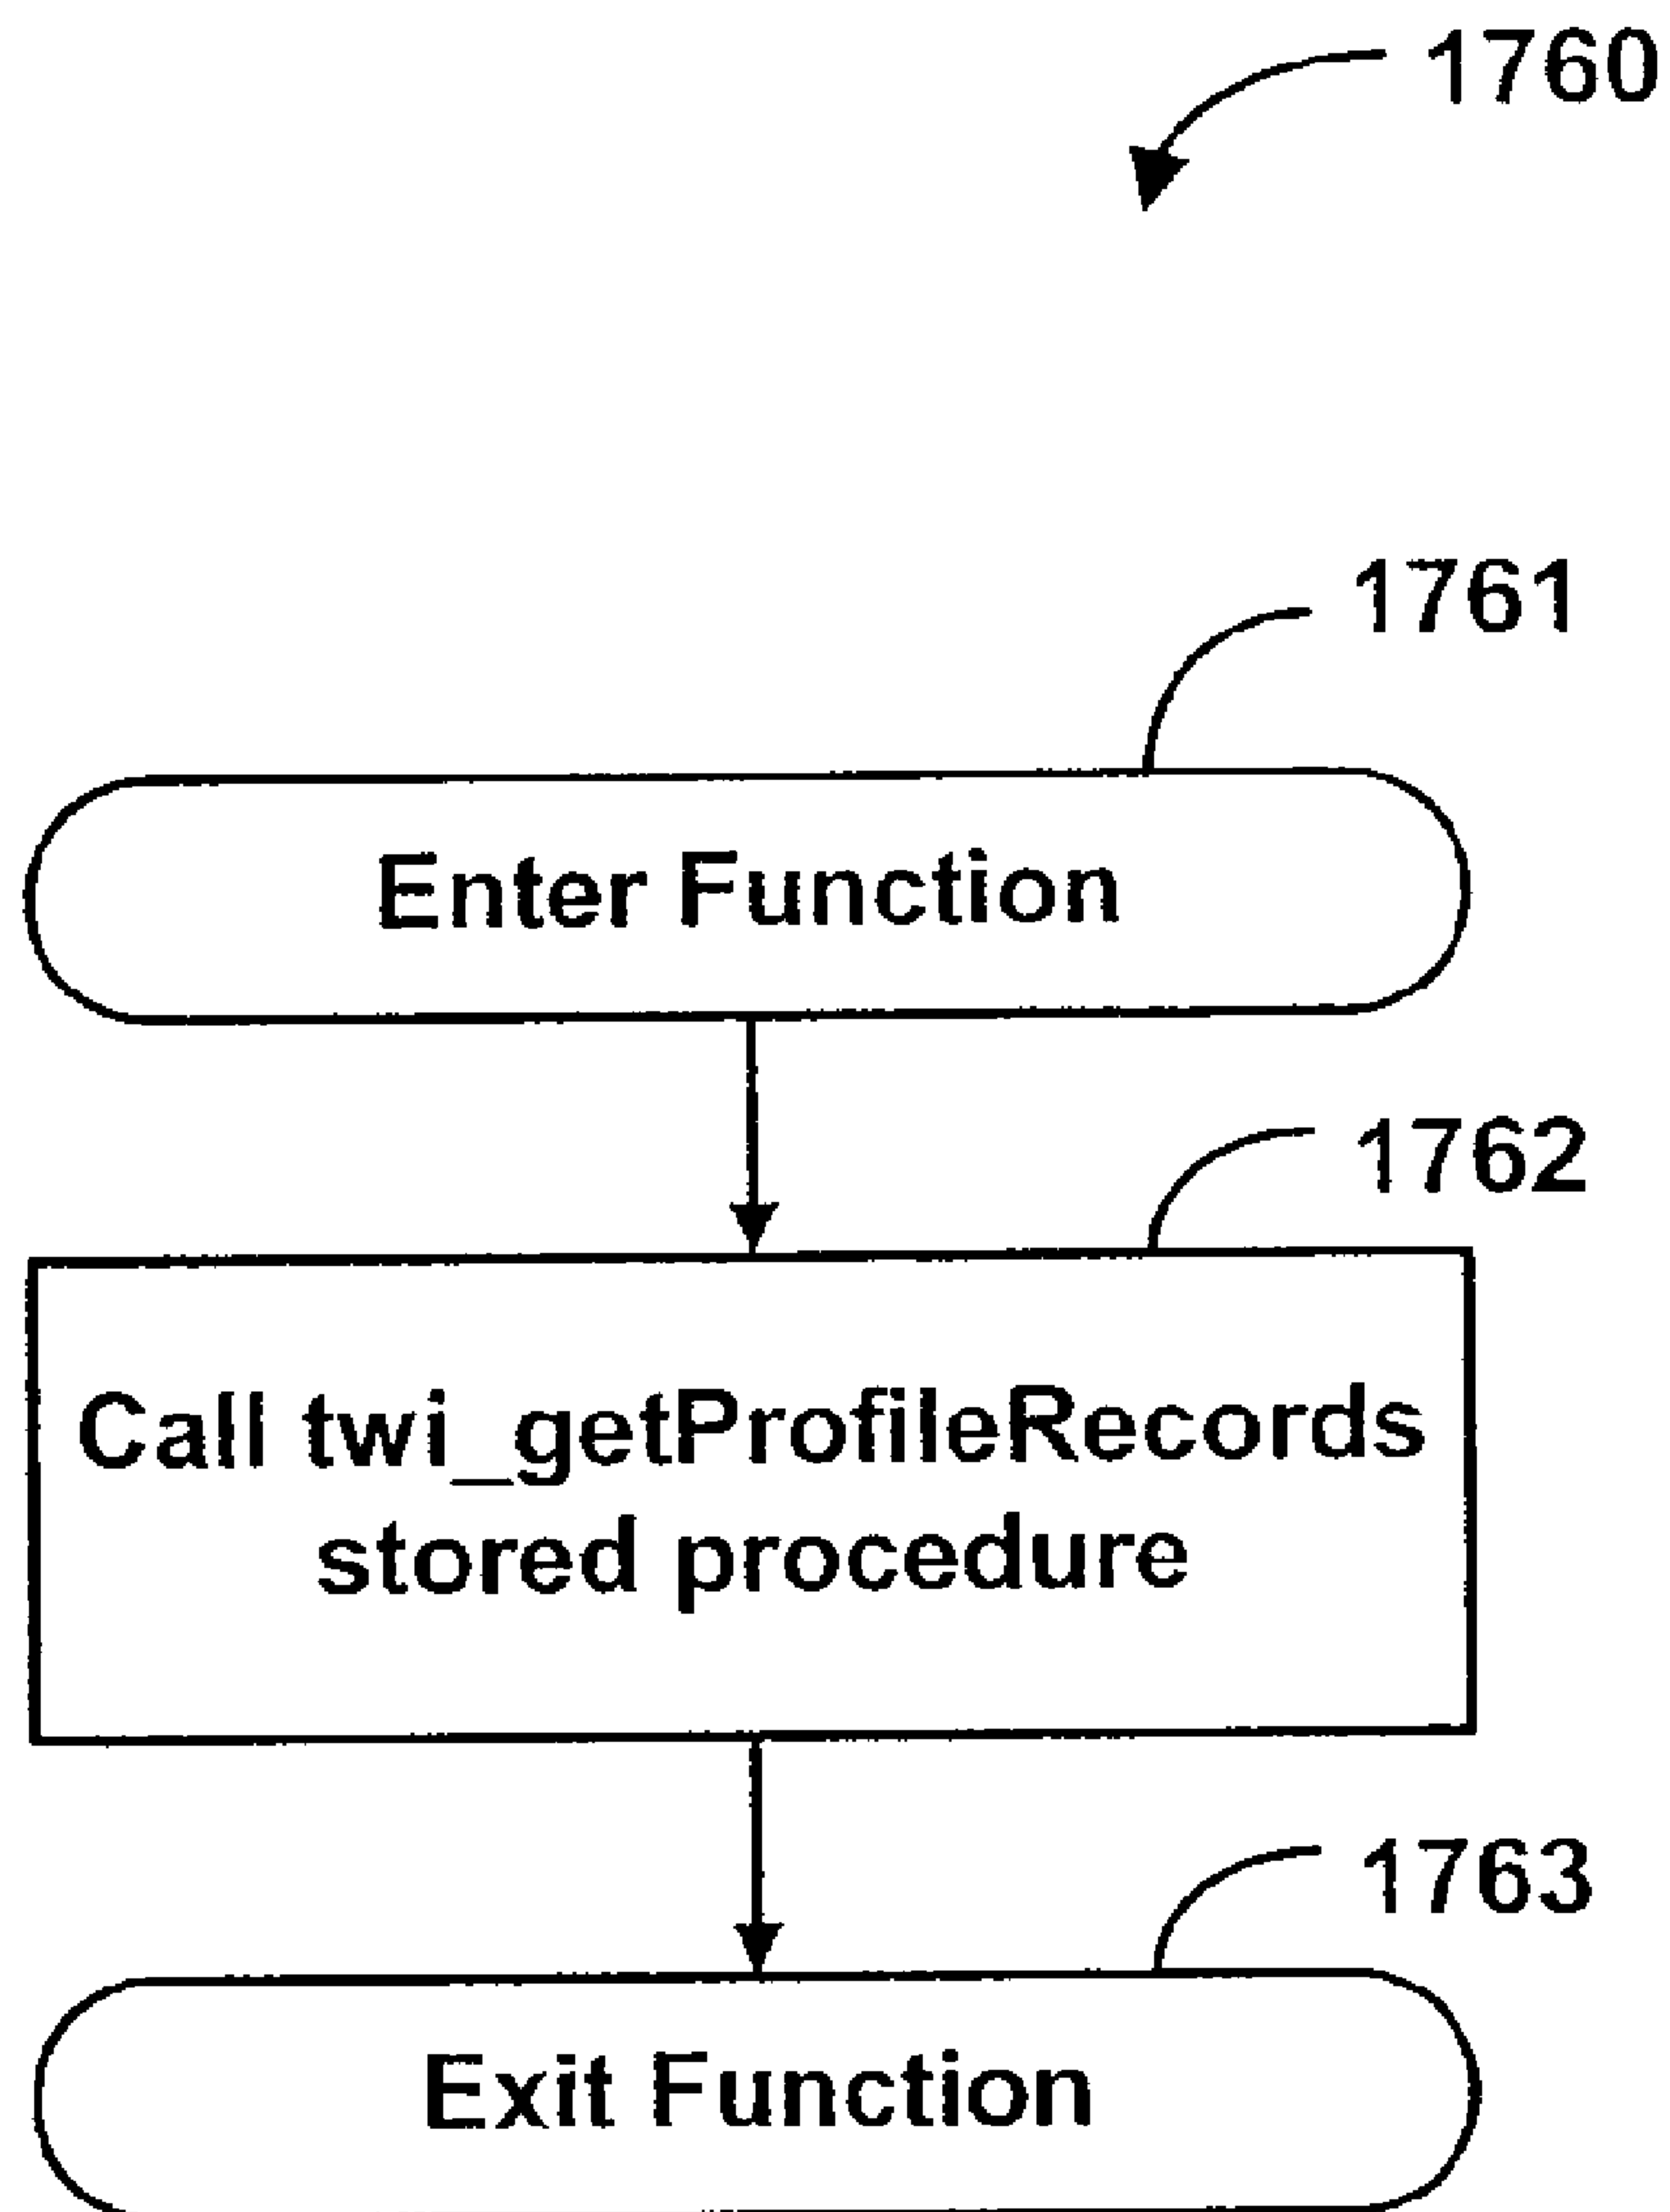 1760
1761
Enter Function
1762
Call twi_getProfileRecords
stored procedure
1763
Exit Function